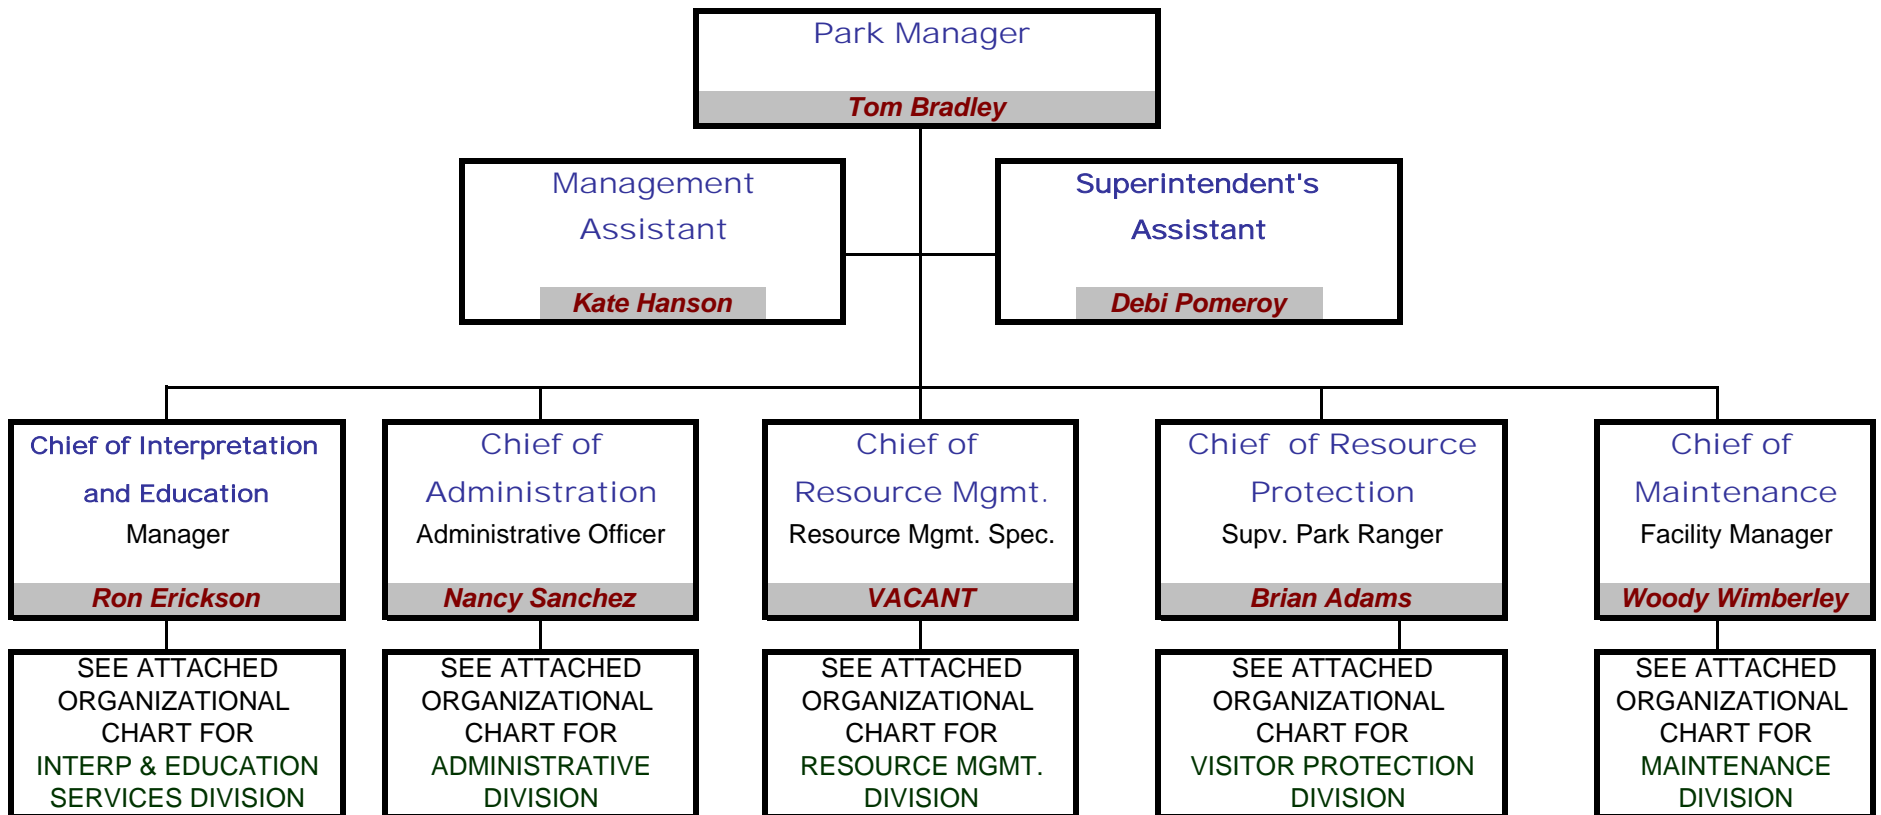 Park Manager
Tom Bradley
Management
Assistant
Kate Hanson
Superintendent's
Assistant
Debi Pomeroy
Chief of Interpretation
and Education
Manager
Ron Erickson
Chief of
Administration
Administrative Officer
Nancy Sanchez
Chief of
Resource Mgmt.
Resource Mgmt. Spec.
VACANT
Chief of Resource
Protection
Supv. Park Ranger
Brian Adams
Chief of
Maintenance
Facility Manager
Woody Wimberley
SEE ATTACHED
ORGANIZATIONAL
CHART FOR
INTERP & EDUCATION
SERVICES DIVISION
SEE ATTACHED
ORGANIZATIONAL
CHART FOR
ADMINISTRATIVE
DIVISION
SEE ATTACHED
ORGANIZATIONAL
CHART FOR
RESOURCE MGMT.
DIVISION
SEE ATTACHED
ORGANIZATIONAL
CHART FOR
VISITOR PROTECTION
DIVISION
SEE ATTACHED
ORGANIZATIONAL
CHART FOR
MAINTENANCE
DIVISION